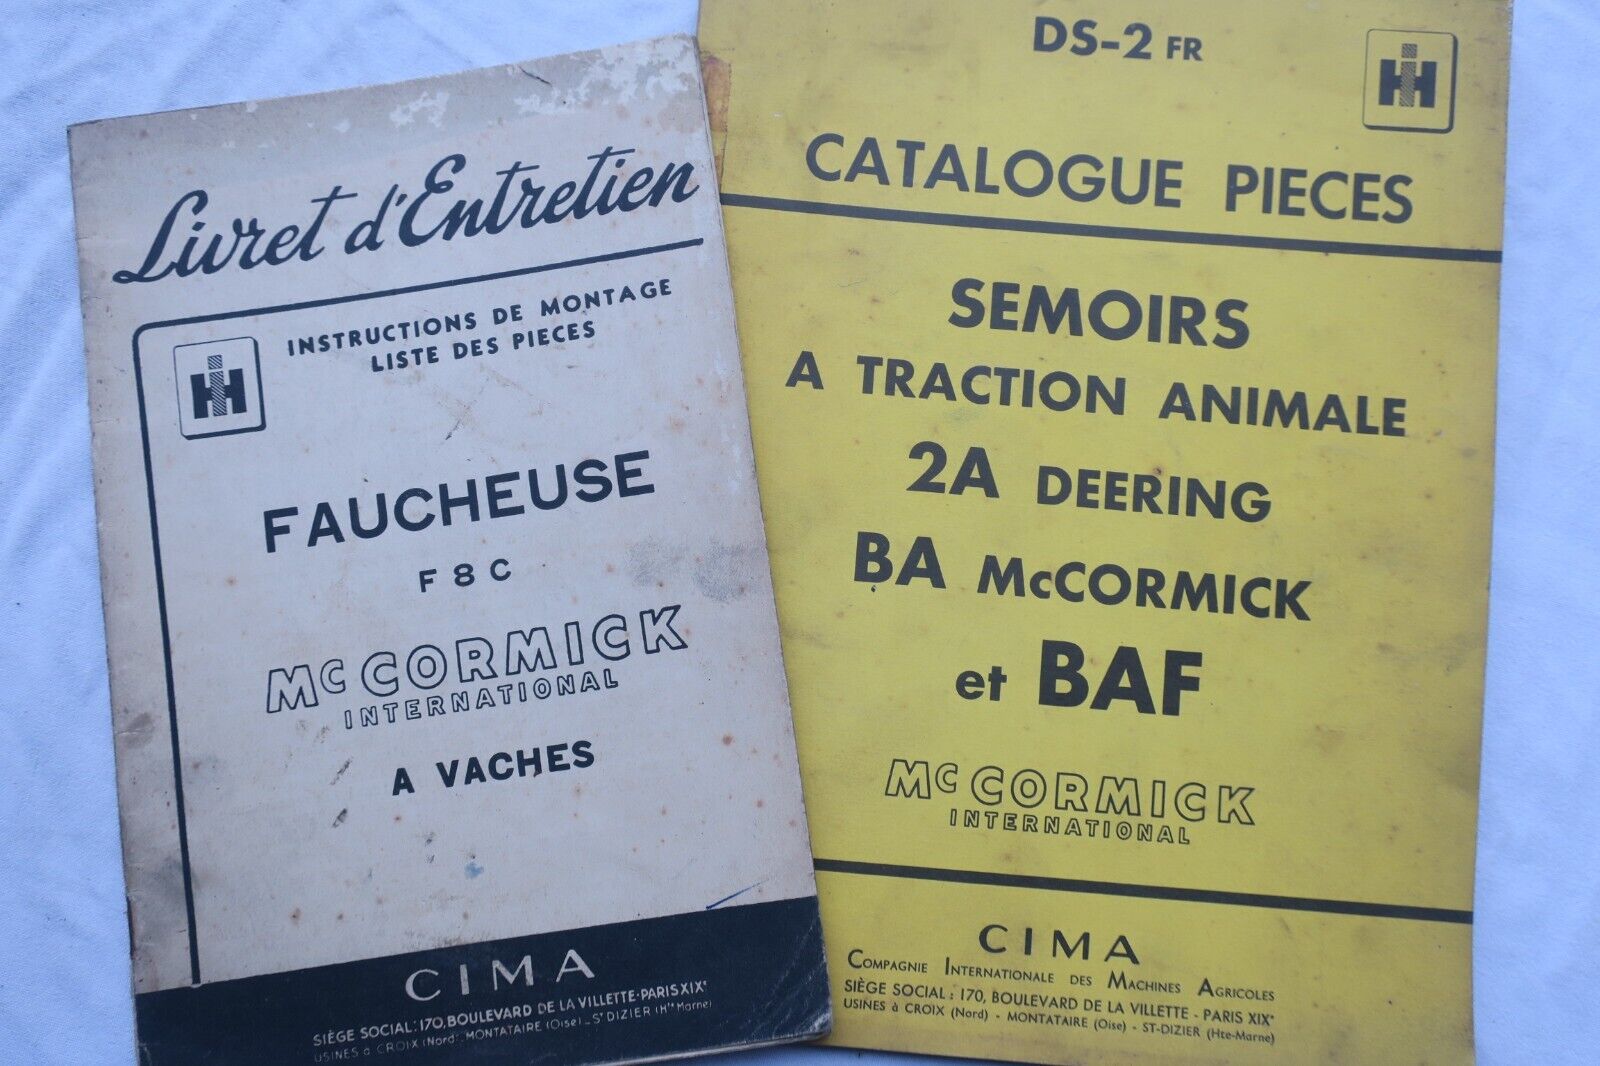 Livret d'Entretien
INSTRUCTIONS DE MONTAGE
LISTE DES PIECES
IH
FAUCHEUSE
F 8 C
McCORMICK
INTERNATIONAL
A VACHES
CIMA
SIÈGE SOCIAL: 170, BOULEVARD DE LA VILLETTE - PARIS XIXe
USINES à CROIX (Nord) - MONTATAIRE (Oise) - St DIZIER (Hte Marne)
DS-2 FR
IH
CATALOGUE PIECES
SEMOIRS
A TRACTION ANIMALE
2A DEERING
BA McCORMICK
et BAF
McCORMICK
INTERNATIONAL
CIMA
COMPAGNIE INTERNATIONALE DES MACHINES AGRICOLES
SIÈGE SOCIAL : 170, BOULEVARD DE LA VILLETTE - PARIS XIXe
USINES à CROIX (Nord) - MONTATAIRE (Oise) - ST-DIZIER (Hte-Marne)